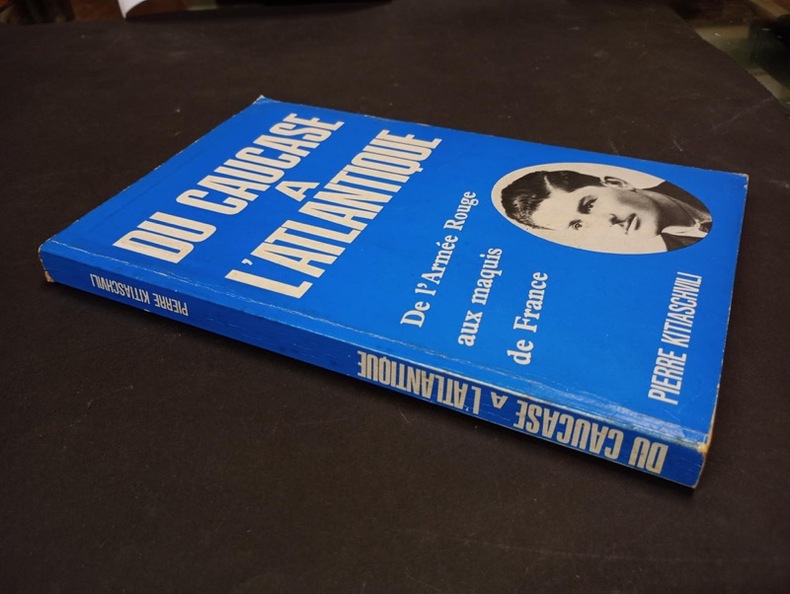 DU CAUCASE
A
L'ATLANTIQUE
De l'Armée Rouge
aux maquis
de France
PIERRE KITIASCHVILI
DU CAUCASE A L'ATLANTIQUE
PIERRE KITIASCHVILI